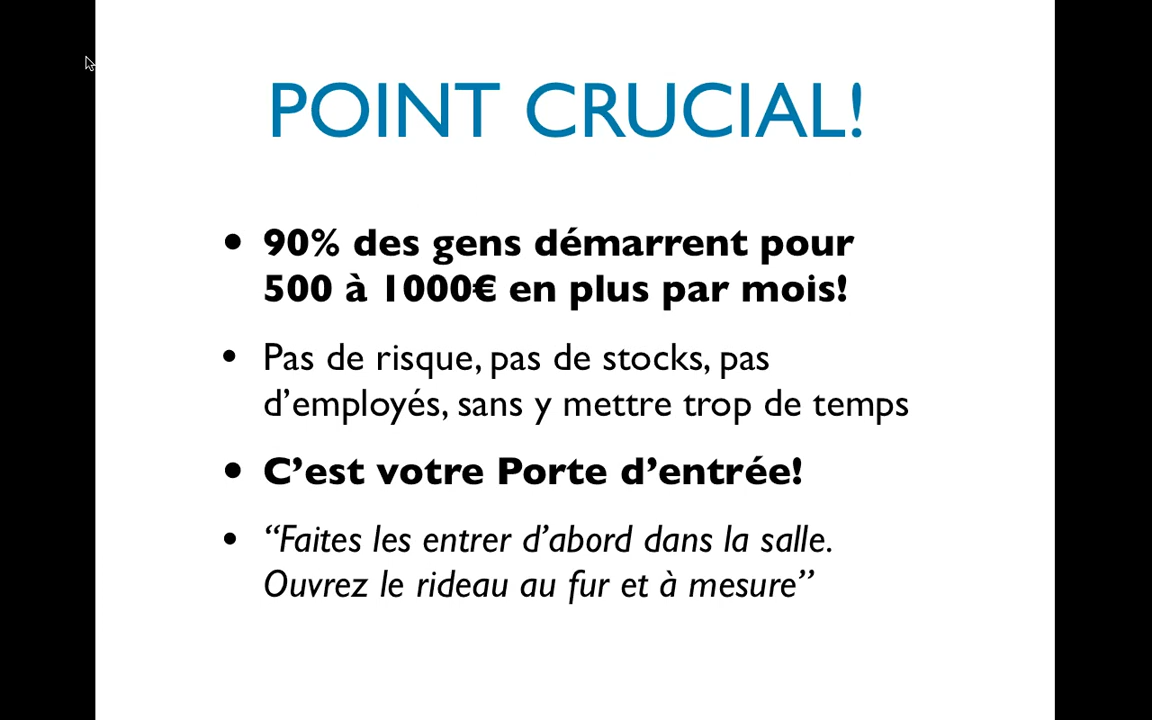 POINT CRUCIAL!
• 90% des gens démarrent pour
500 à 1000€ en plus par mois!
• Pas de risque, pas de stocks, pas
d’employés, sans y mettre trop de temps
• C’est votre Porte d’entrée!
• “Faites les entrer d’abord dans la salle.
Ouvrez le rideau au fur et à mesure”